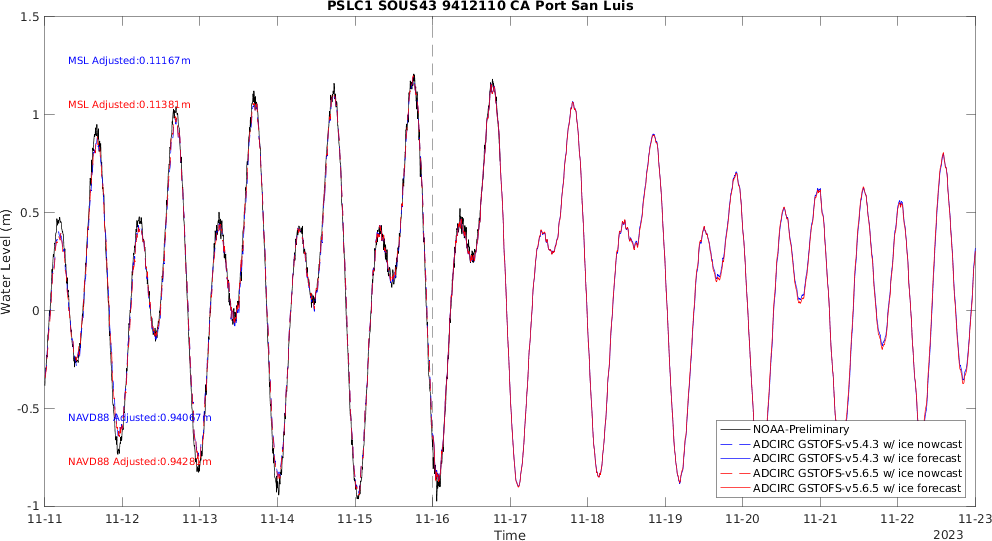 PSLC1 SOUS43 9412110 CA Port San Luis
1.5
1
0.5
0
-0.5
-1
Water Level (m)
MSL Adjusted:0.11167m
MSL Adjusted:0.11381m
NAVD88 Adjusted:0.94067m
NAVD88 
NOAA-Preliminary
ADCIRC GSTOFS-v5.4.3 w/ ice nowcast
ADCIRC GSTOFS-v5.4.3 w/ ice forecast
ADCIRC GSTOFS-v5.6.5 w/ ice nowcast
ADCIRC GSTOFS-v5.6.5 w/ ice forecast
11-11 11-12 11-13 11-14 11-15 11-16 11-17 11-18 11-19 11-20 11-21 11-22 11-23
Time
2023